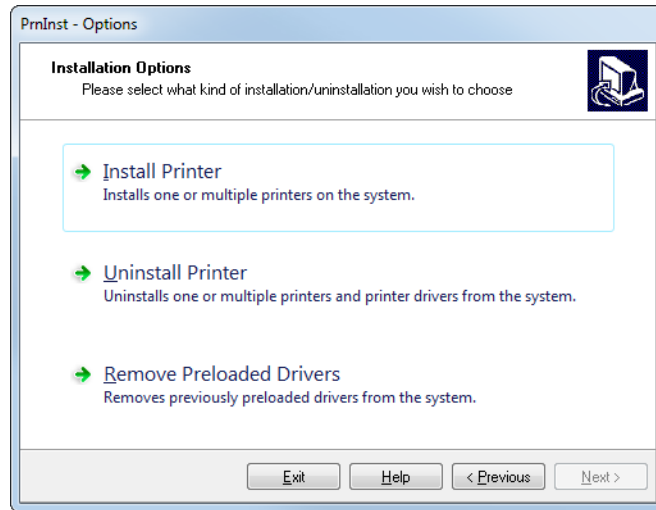 PrnInst - Options
Installation Options
Please select what kind of installation/uninstallation you wish to choose
Install Printer
Installs one or multiple printers on the system.
Uninstall Printer
Uninstalls one or multiple printers and printer drivers from the system.
Remove Preloaded Drivers
Removes previously preloaded drivers from the system.
Exit Help < Previous Next >